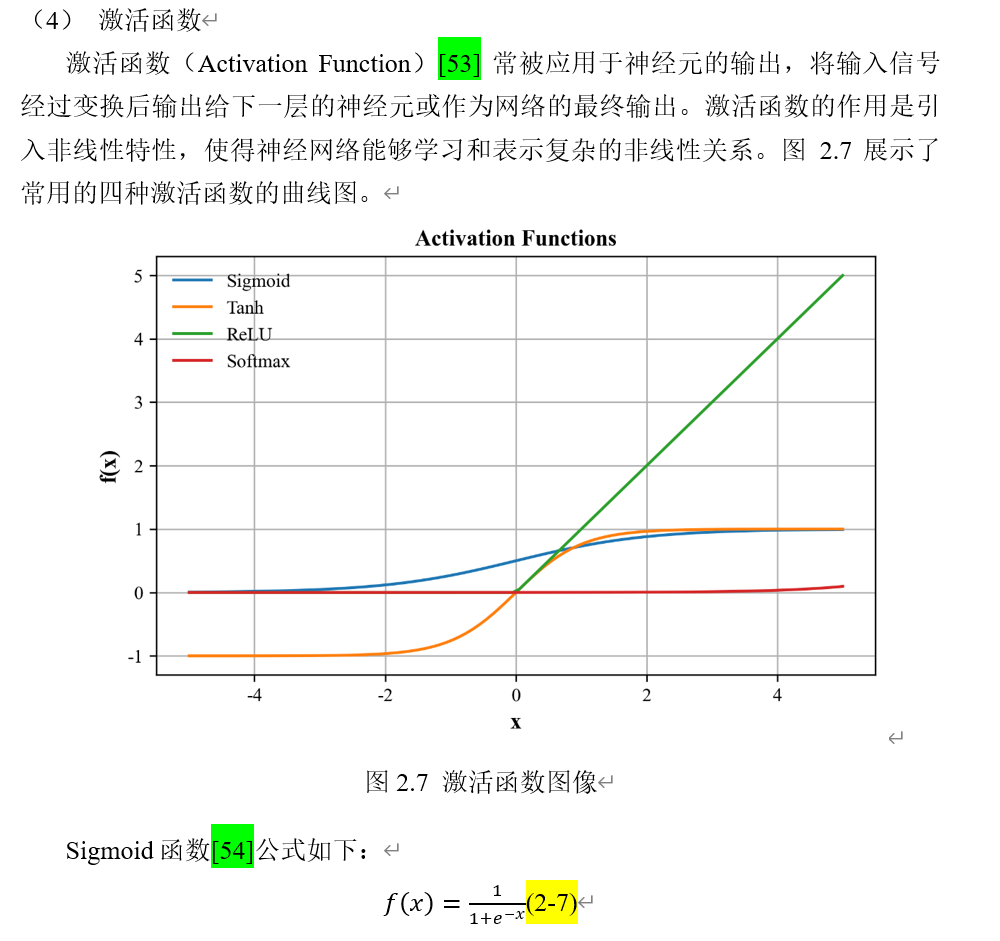 （4） 激活函数↵
激活函数（Activation Function）[53] 常被应用于神经元的输出，将输入信号
经过变换后输出给下一层的神经元或作为网络的最终输出。激活函数的作用是引
入非线性特性，使得神经网络能够学习和表示复杂的非线性关系。图 2.7 展示了
常用的四种激活函数的曲线图。↵
Activation Functions
Sigmoid
Tanh
ReLU
Softmax
5
4
3
2
1
0
-1
f(x)
-4 -2 0 2 4
x
↵
图 2.7 激活函数图像↵
Sigmoid 函数[54]公式如下：↵
f(x) = 1/(1+e^{-x})(2-7)↵